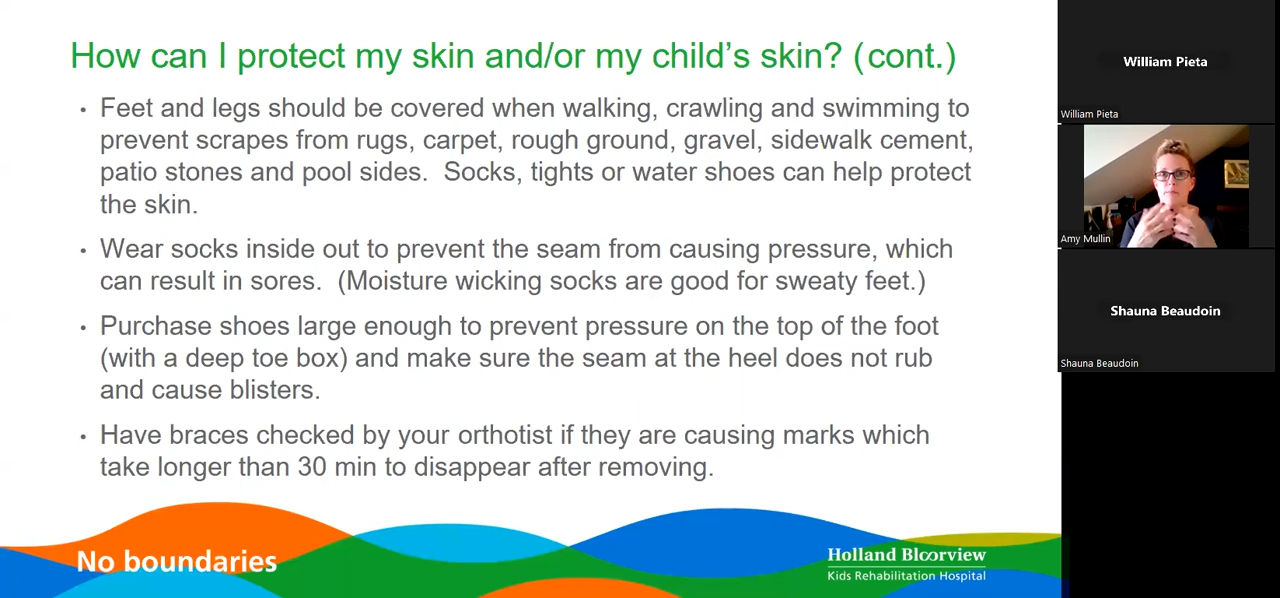 How can I protect my skin and/or my child's skin? (cont.)
• Feet and legs should be covered when walking, crawling and swimming to
prevent scrapes from rugs, carpet, rough ground, gravel, sidewalk cement,
patio stones and pool sides.  Socks, tights or water shoes can help protect
the skin.
• Wear socks inside out to prevent the seam from causing pressure, which
can result in sores.  (Moisture wicking socks are good for sweaty feet.)
• Purchase shoes large enough to prevent pressure on the top of the foot
(with a deep toe box) and make sure the seam at the heel does not rub
and cause blisters.
• Have braces checked by your orthotist if they are causing marks which
take longer than 30 min to disappear after removing.
No boundaries
Holland Bloorview
Kids Rehabilitation Hospital
William Pieta
William Pieta
Amy Mullin
Shauna Beaudoin
Shauna Beaudoin